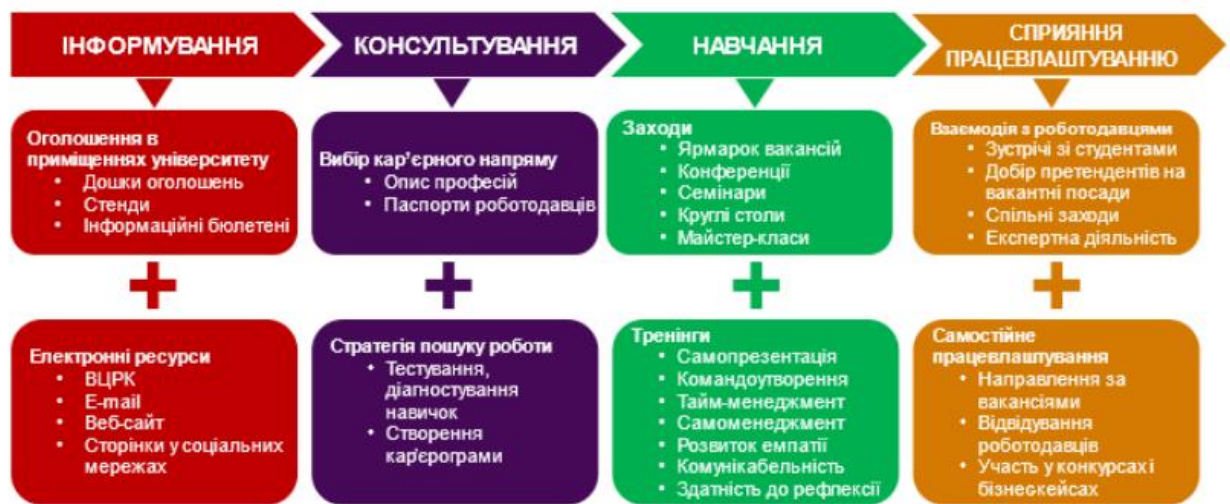 ІНФОРМУВАННЯ
КОНСУЛЬТУВАННЯ
НАВЧАННЯ
СПРИЯННЯ
ПРАЦЕВЛАШТУВАННЮ
Оголошення в
приміщеннях університету
• Дошки оголошень
• Стенди
• Інформаційні бюлетені
Вибір кар'єрного напряму
• Опис професій
• Паспорти роботодавців
Заходи
• Ярмарок вакансій
• Конференції
• Семінари
• Круглі столи
• Майстер-класи
Взаємодія з роботодавцями
• Зустрічі зі студентами
• Добір претендентів на
вакантні посади
• Спільні заходи
• Експертна діяльність
Електронні ресурси
• ВЦРК
• E-mail
• Веб-сайт
• Сторінки у соціальних
мережах
Стратегія пошуку роботи
• Тестування,
діагностування
навичок
• Створення
кар'єрограми
Тренінги
• Самопрезентація
• Командоутворення
• Тайм-менеджмент
• Самоменеджмент
• Розвиток емпатії
• Комунікабельність
• Здатність до рефлексії
Самостійне
працевлаштування
• Направлення за
вакансіями
• Відвідування
роботодавців
• Участь у конкурсах і
бізнес-кейсах